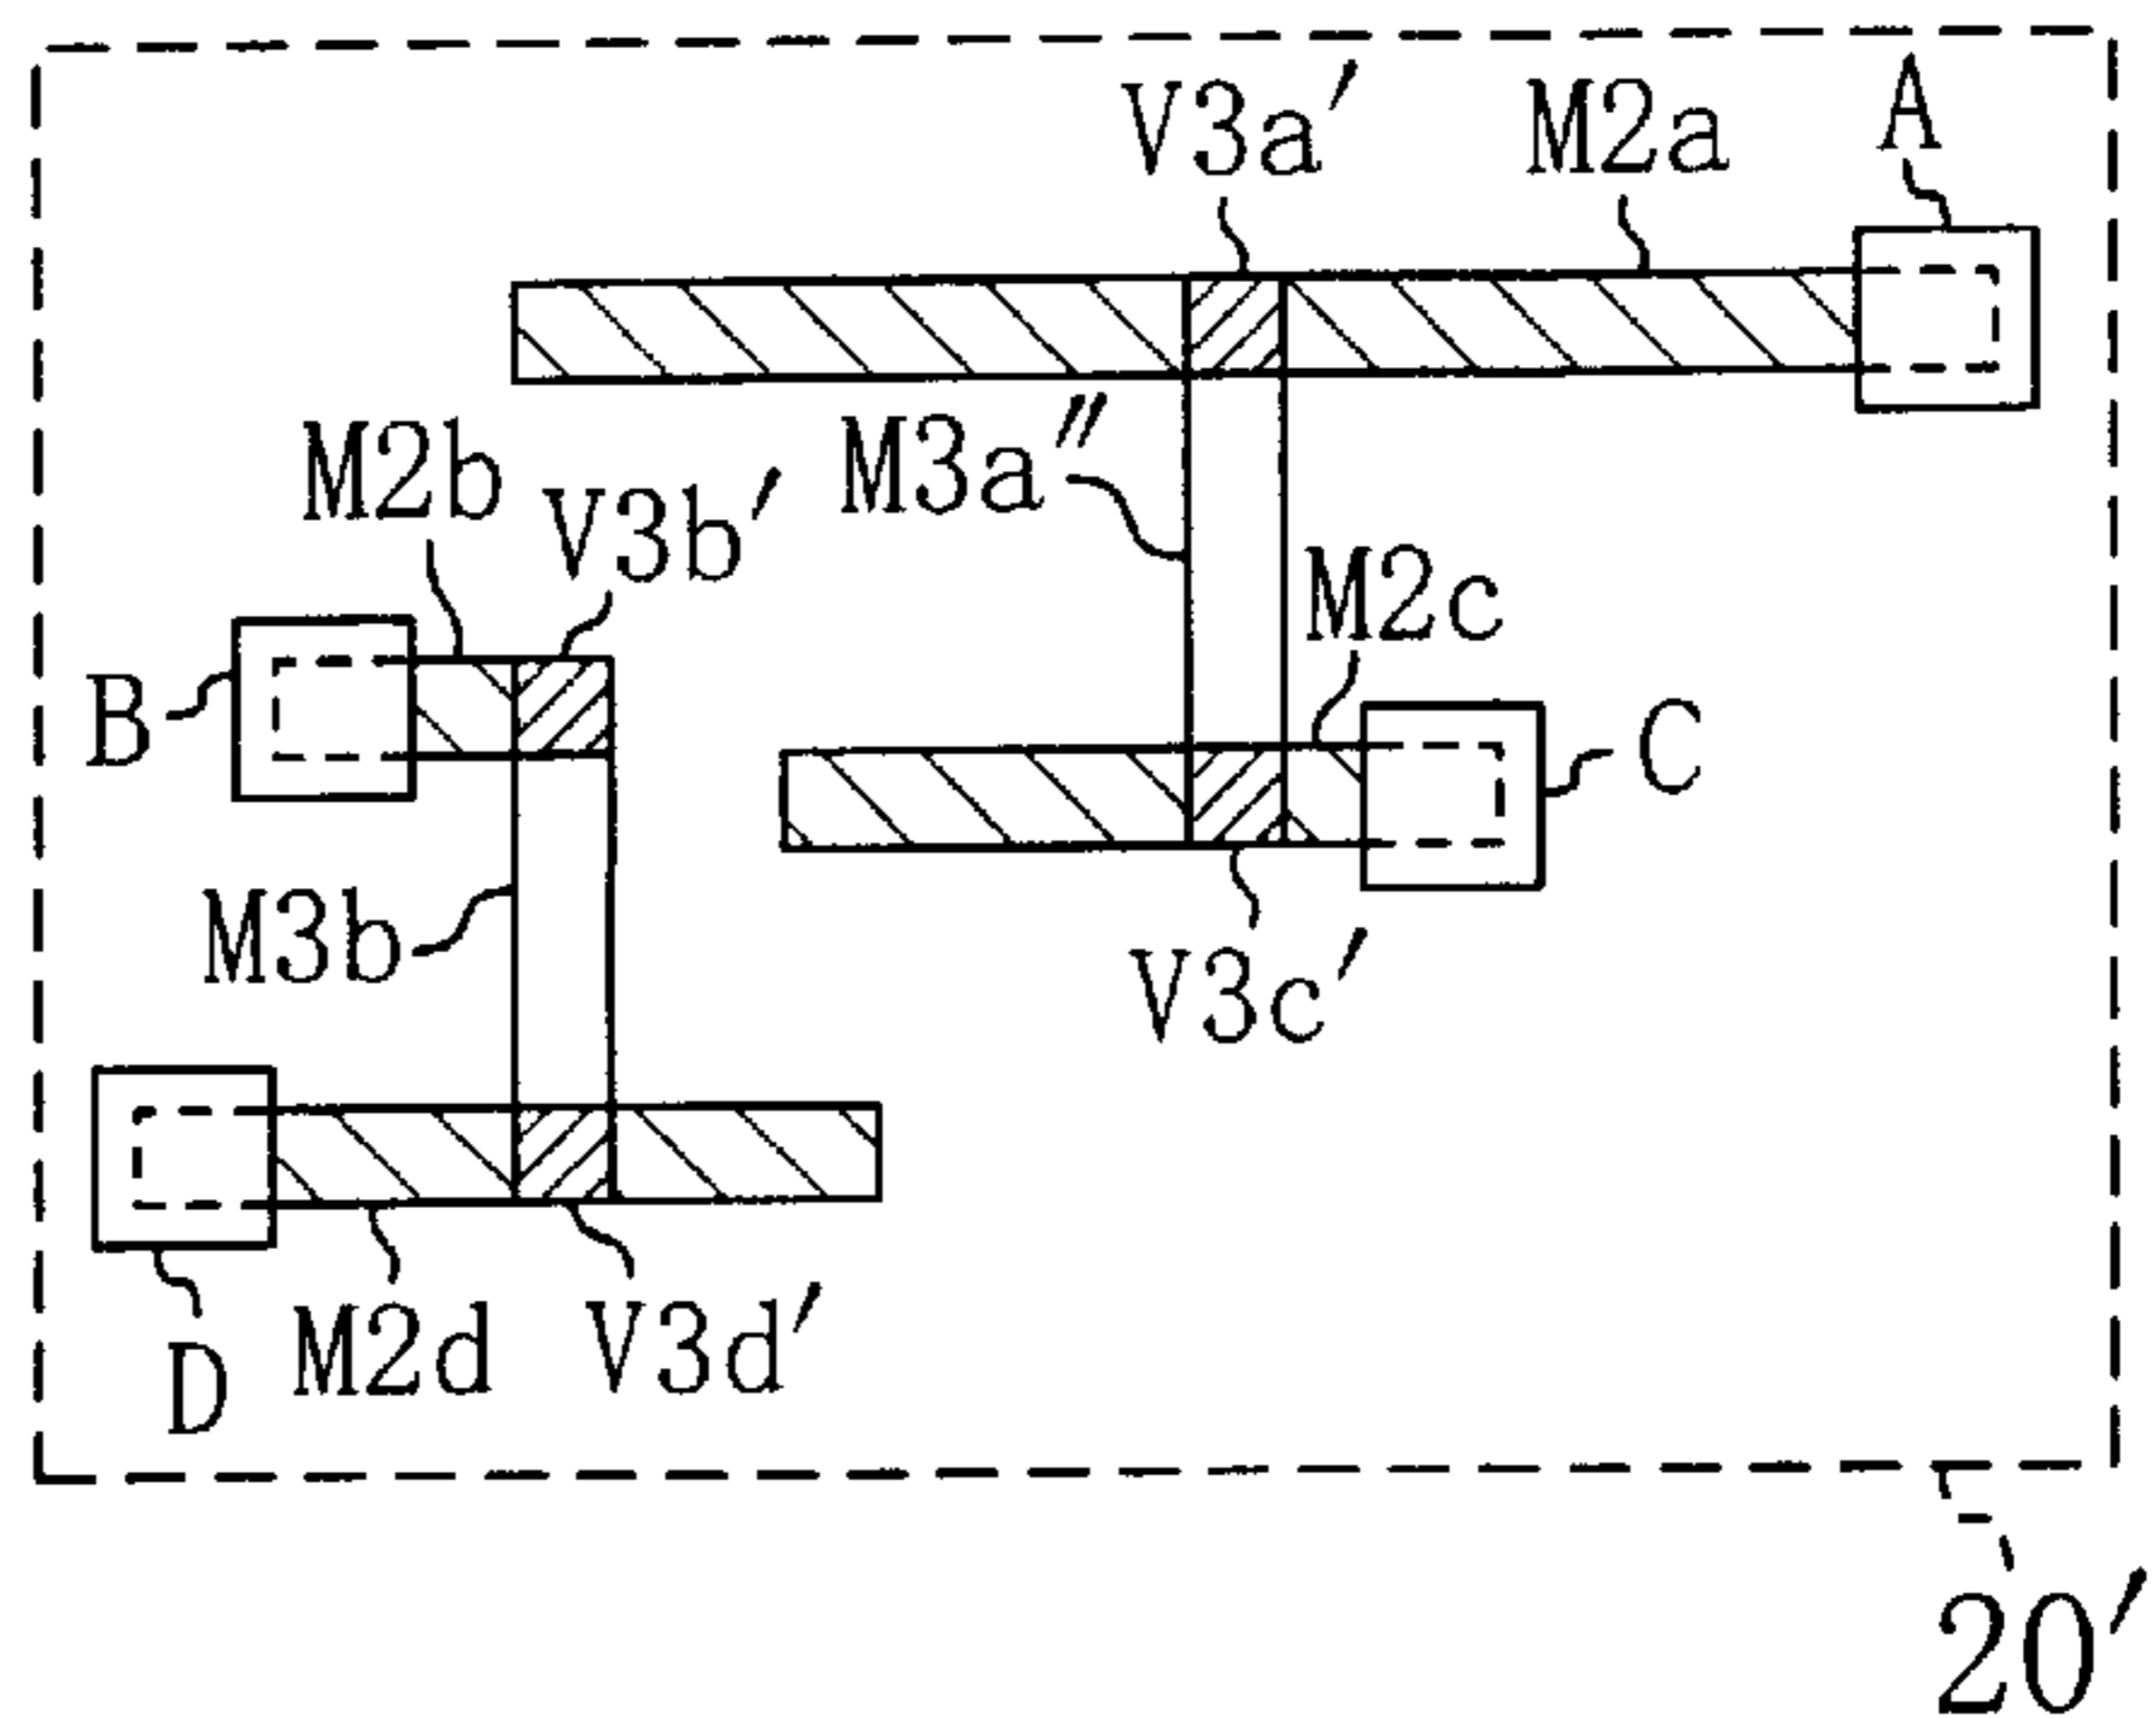 V3a′ M2a A
M2b V3b′ M3a″
M2c
B C
M3b V3c′
D M2d V3d′
20′